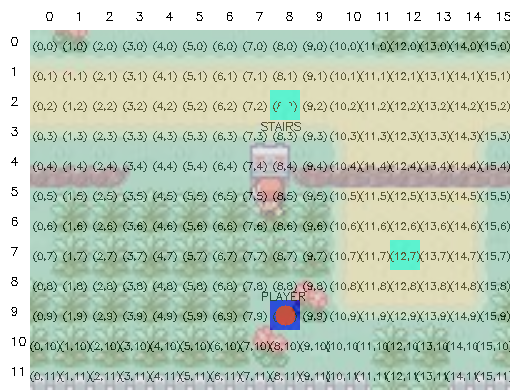 0 1 2 3 4 5 6 7 8 9 10 11 12 13 14 15
0 (0,0) (1,0) (2,0) (3,0) (4,0) (5,0) (6,0) (7,0) (8,0) (9,0) (10,0) (11,0) (12,0) (13,0) (14,0) (15,0)
1 (0,1) (1,1) (2,1) (3,1) (4,1) (5,1) (6,1) (7,1) (8,1) (9,1) (10,1) (11,1) (12,1) (13,1) (14,1) (15,1)
2 (0,2) (1,2) (2,2) (3,2) (4,2) (5,2) (6,2) (7,2) (9,2) (10,2) (11,2) (12,2) (13,2) (14,2) (15,2)
STAIRS
3 (0,3) (1,3) (2,3) (3,3) (4,3) (5,3) (6,3) (7,3) (8,3) (9,3) (10,3) (11,3) (12,3) (13,3) (14,3) (15,3)
4 (0,4) (1,4) (2,4) (3,4) (4,4) (5,4) (6,4) (7,4) (8,4) (9,4) (10,4) (11,4) (12,4) (13,4) (14,4) (15,4)
5 (0,5) (1,5) (2,5) (3,5) (4,5) (5,5) (6,5) (7,5) (8,5) (9,5) (10,5) (11,5) (12,5) (13,5) (14,5) (15,5)
6 (0,6) (1,6) (2,6) (3,6) (4,6) (5,6) (6,6) (7,6) (8,6) (9,6) (10,6) (11,6) (12,6) (13,6) (14,6) (15,6)
7 (0,7) (1,7) (2,7) (3,7) (4,7) (5,7) (6,7) (7,7) (8,7) (9,7) (10,7) (11,7) (12,7) (13,7) (14,7) (15,7)
8 (0,8) (1,8) (2,8) (3,8) (4,8) (5,8) (6,8) (7,8) (8,8) (9,8) (10,8) (11,8) (12,8) (13,8) (14,8) (15,8)
PLAYER
9 (0,9) (1,9) (2,9) (3,9) (4,9) (5,9) (6,9) (7,9) (9,9) (10,9) (11,9) (12,9) (13,9) (14,9) (15,9)
10 (0,10) (1,10) (2,10) (3,10) (4,10) (5,10) (6,10) (7,10) (8,10) (9,10) (10,10) (11,10) (12,10) (13,10) (14,10) (15,10)
11 (0,11) (1,11) (2,11) (3,11) (4,11) (5,11) (6,11) (7,11) (8,11) (9,11) (10,11) (11,11) (12,11) (13,11) (14,11) (15,11)